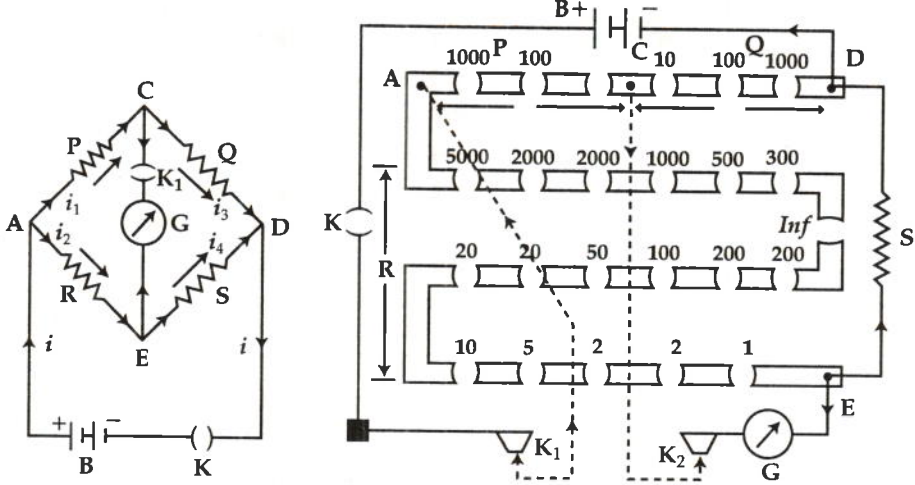 C
P
Q
K1
G
A
D
i1
i2
i3
i4
R
S
E
i
i
+ −
B
K
B+ −
1000 P 100 C 10 100 Q 1000 D
A
5000 2000 2000 1000 500 300
K
Inf
R
S
20 20 50 100 200 200
10 5 2 2 1
E
K1
K2
G